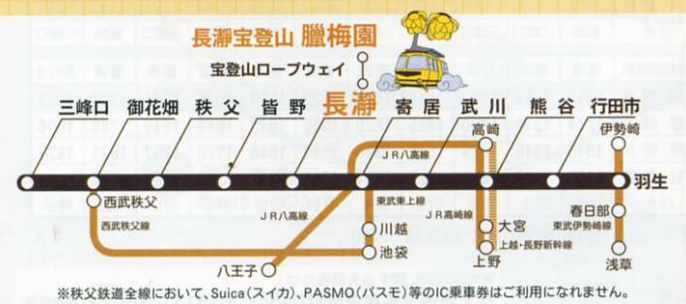 長瀞宝登山 臘梅園
宝登山ロープウェイ
三峰口 御花畑 秩父 皆野 長瀞 寄居 武川 熊谷 行田市
高崎 伊勢崎
JR八高線
羽生
西武秩父
西武秩父線
JR八高線
東武東上線
JR高崎線
川越
池袋
八王子
大宮
上越・長野新幹線
上野
春日部
東武伊勢崎線
浅草
※秩父鉄道全線において、Suica(スイカ)、PASMO(パスモ)等のIC乗車券はご利用になれません。